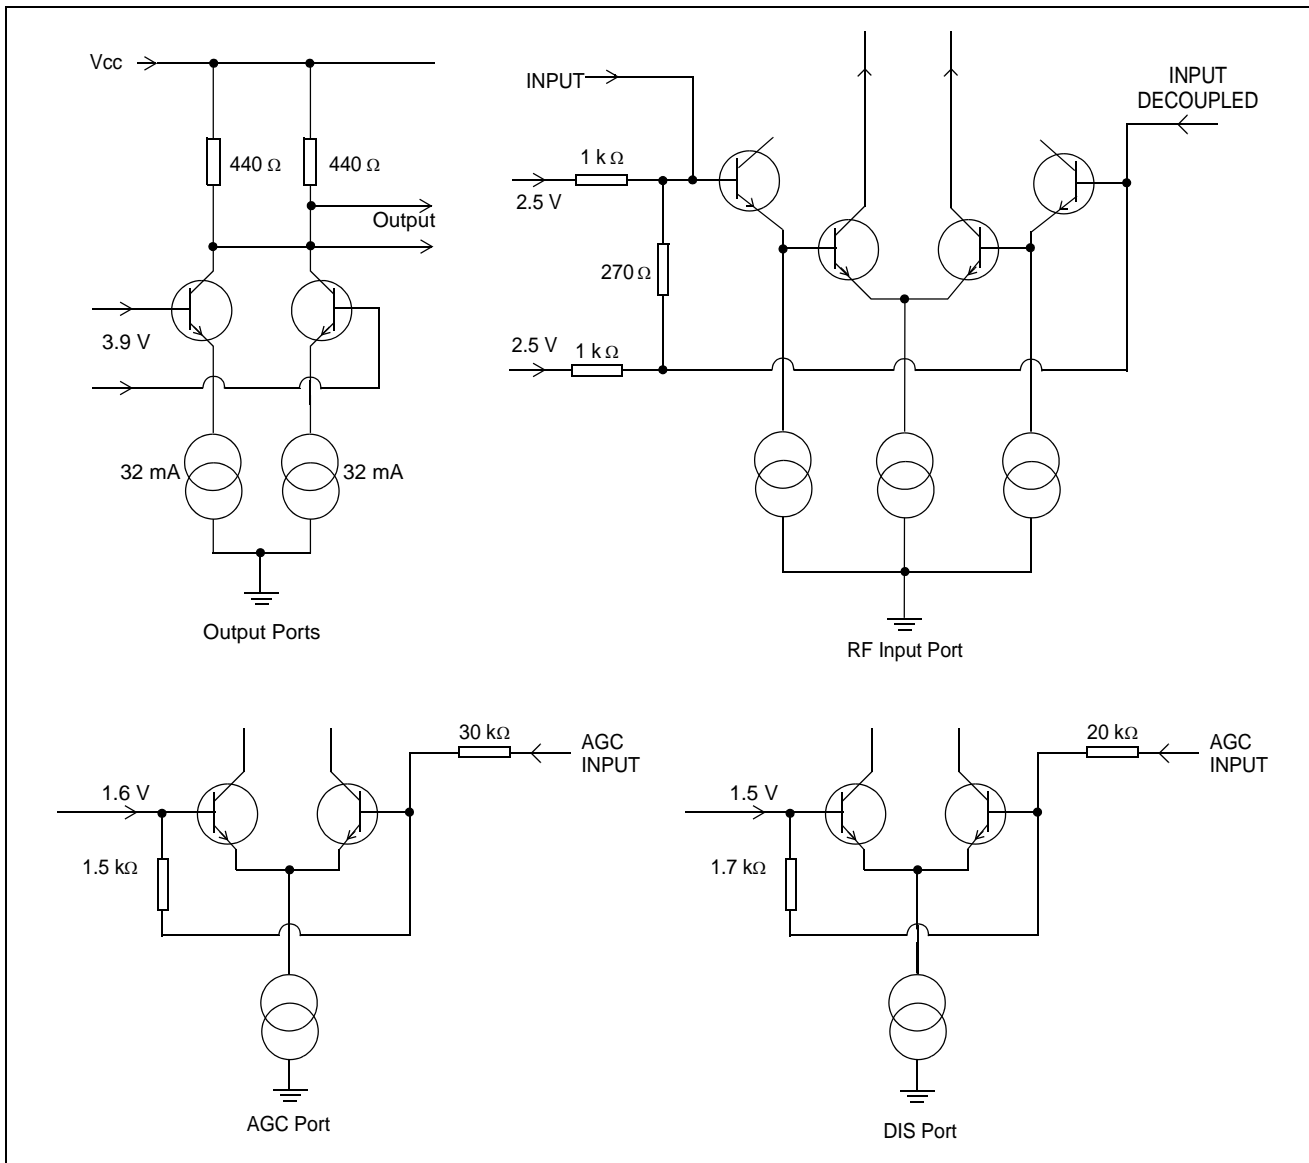 Vcc
440 Ω
440 Ω
Output
3.9 V
32 mA
32 mA
Output Ports
INPUT
INPUT
DECOUPLED
1 kΩ
2.5 V
270 Ω
2.5 V
1 kΩ
RF Input Port
30 kΩ
AGC
INPUT
1.6 V
1.5 kΩ
AGC Port
20 kΩ
AGC
INPUT
1.5 V
1.7 kΩ
DIS Port